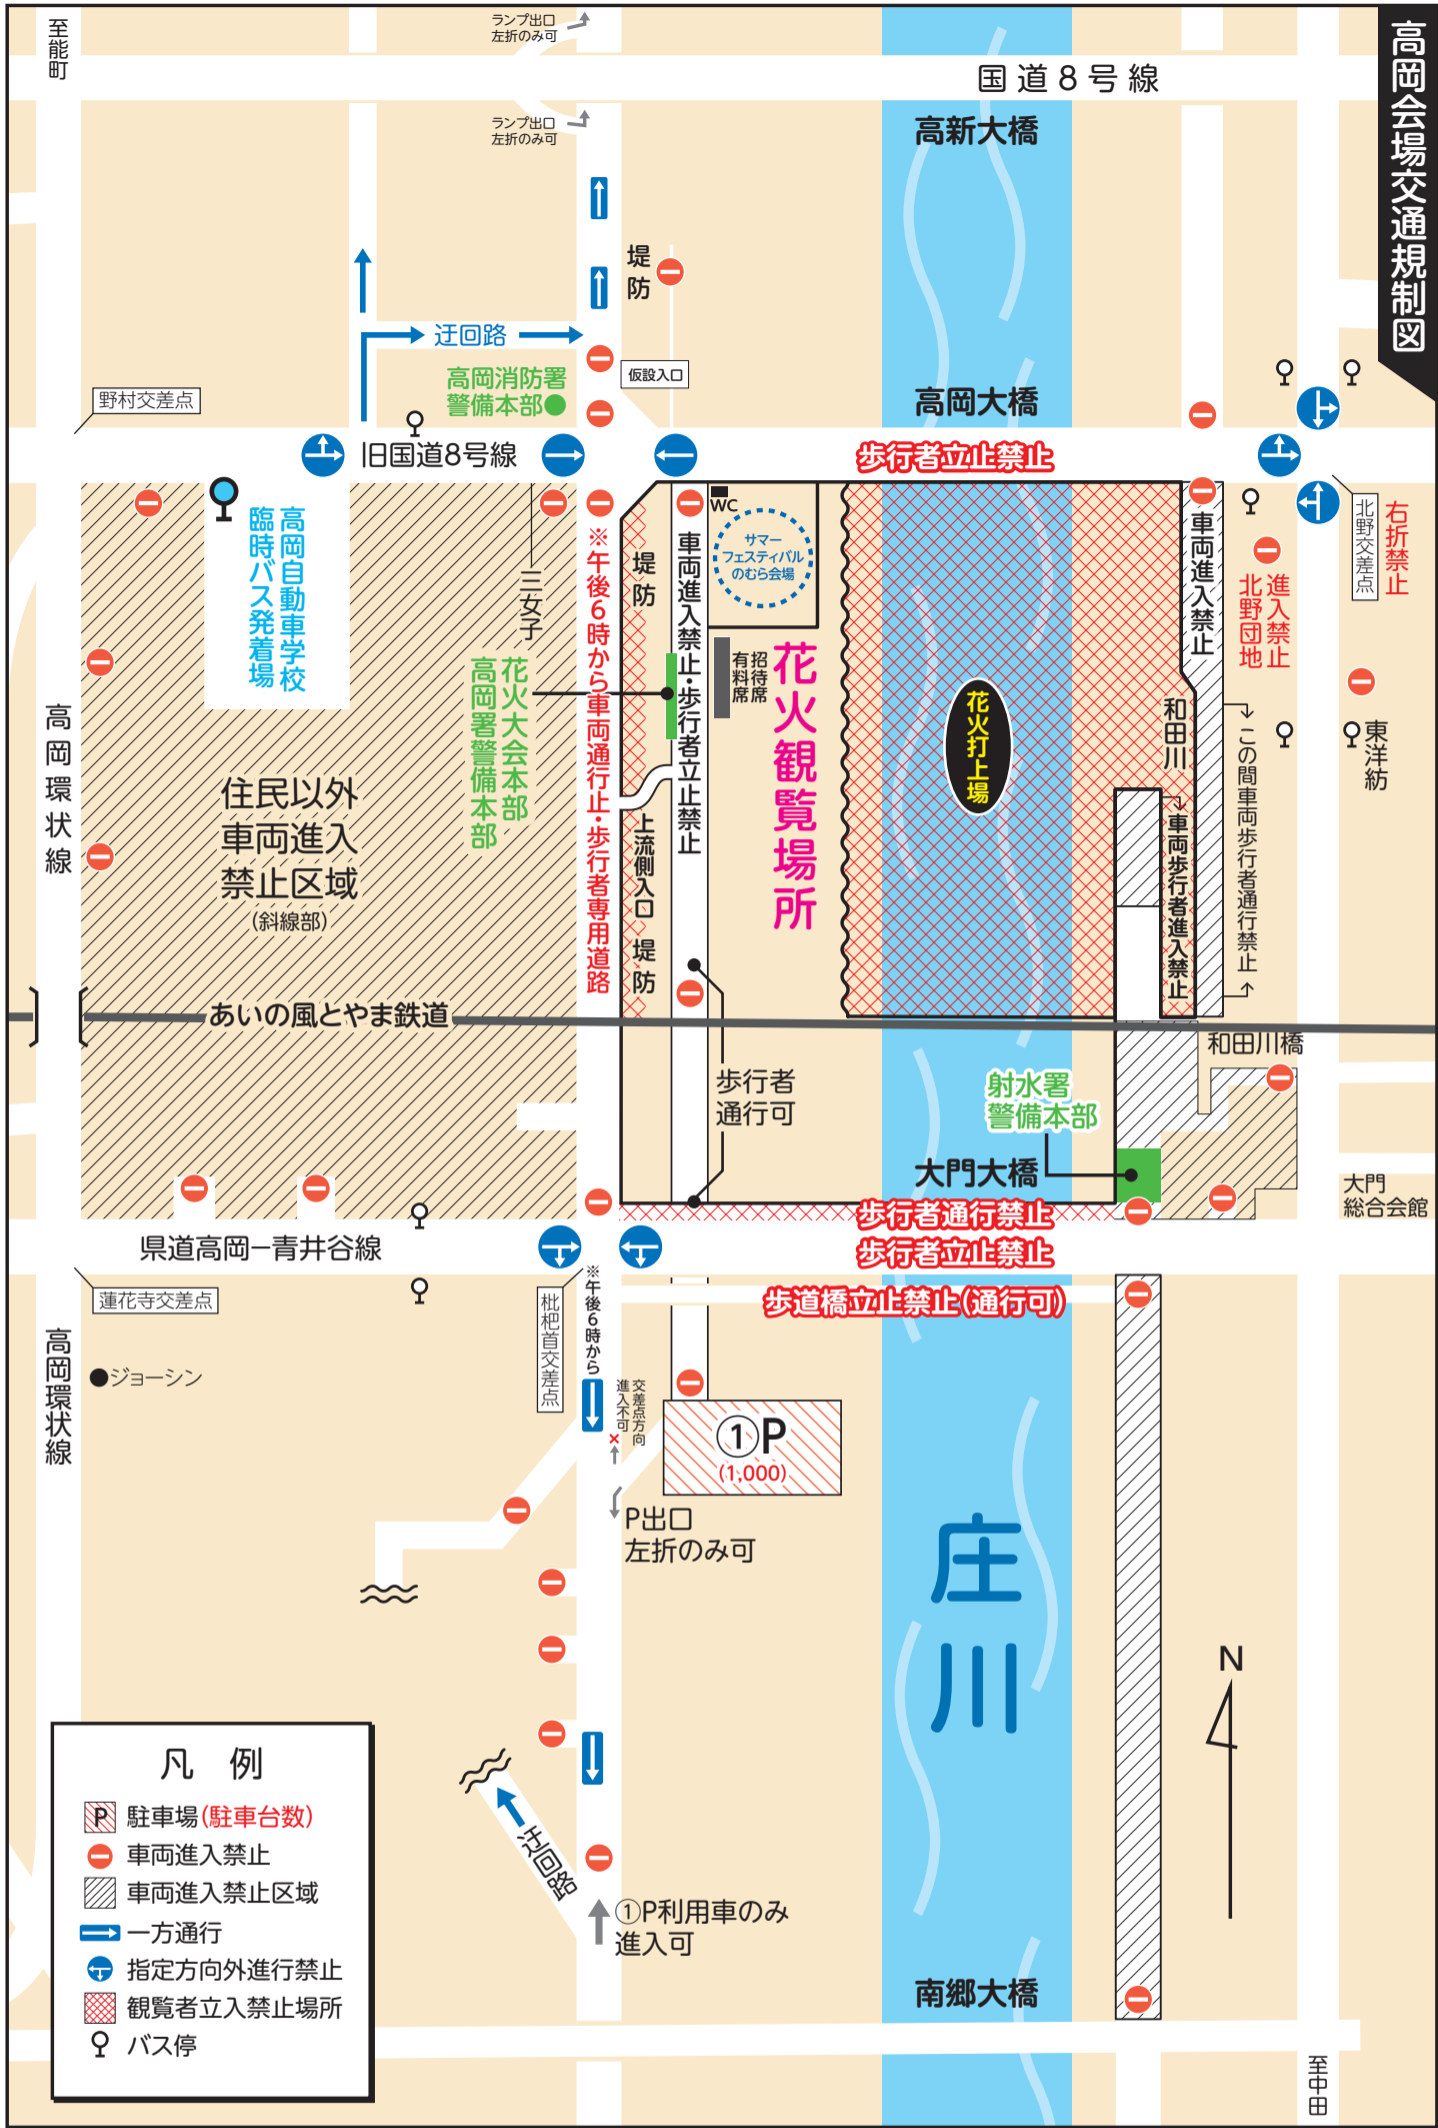 高岡会場交通規制図
至能町
ランプ出口
左折のみ可
国道8号線
ランプ出口
左折のみ可
高新大橋
堤防
迂回路
仮設入口
高岡消防署
警備本部
高岡大橋
野村交差点
旧国道8号線
歩行者立止禁止
高岡自動車学校
臨時バス発着場
三女子
※午後6時から車両通行止・歩行者専用道路
堤防
車両進入禁止・歩行者立止禁止
WC
サマー
フェスティバル
のむら会場
車両進入禁止
進入禁止
北野団地
北野交差点
右折禁止
花火大会本部
高岡署警備本部
招待席
有料席
花火観覧場所
花火打上場
和田川
この間車両歩行者通行禁止
東洋紡
高岡環状線
住民以外
車両進入
禁止区域
(斜線部)
上流側入口
堤防
車両歩行者進入禁止
あいの風とやま鉄道
和田川橋
歩行者
通行可
射水署
警備本部
大門大橋
大門
総合会館
歩行者通行禁止
県道高岡ー青井谷線
歩行者立止禁止
蓮花寺交差点
枇杷首交差点
※午後6時から
歩道橋立止禁止(通行可)
高岡環状線
ジョーシン
交差点方向
進入不可
×
①P
(1,000)
P出口
左折のみ可
庄川
N
迂回路
①P利用車のみ
進入可
南郷大橋
至中田
凡 例
P 駐車場(駐車台数)
車両進入禁止
車両進入禁止区域
一方通行
指定方向外進行禁止
観覧者立入禁止場所
バス停